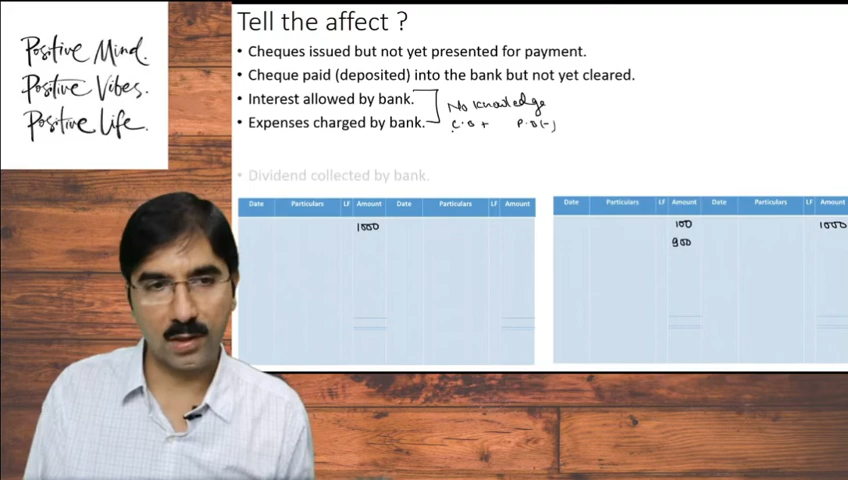 Positive Mind.
Positive Vibes.
Positive Life.
Tell the affect ?
• Cheques issued but not yet presented for payment.
• Cheque paid (deposited) into the bank but not yet cleared.
• Interest allowed by bank.
No knowledge
• Expenses charged by bank.
C.B + P.B (-)
• Dividend collected by bank.
Date Particulars LF Amount Date Particulars LF Amount
1000
Date Particulars LF Amount Date Particulars LF Amount
100 1000
900